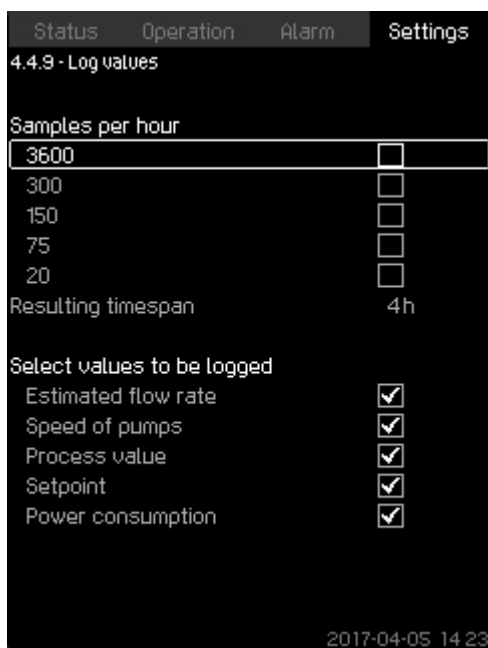 Status Operation Alarm Settings
4.4.9 - Log values
Samples per hour
3600
300
150
75
20
Resulting timespan 4h
Select values to be logged
Estimated flow rate
Speed of pumps
Process value
Setpoint
Power consumption
2017-04-05 14:23